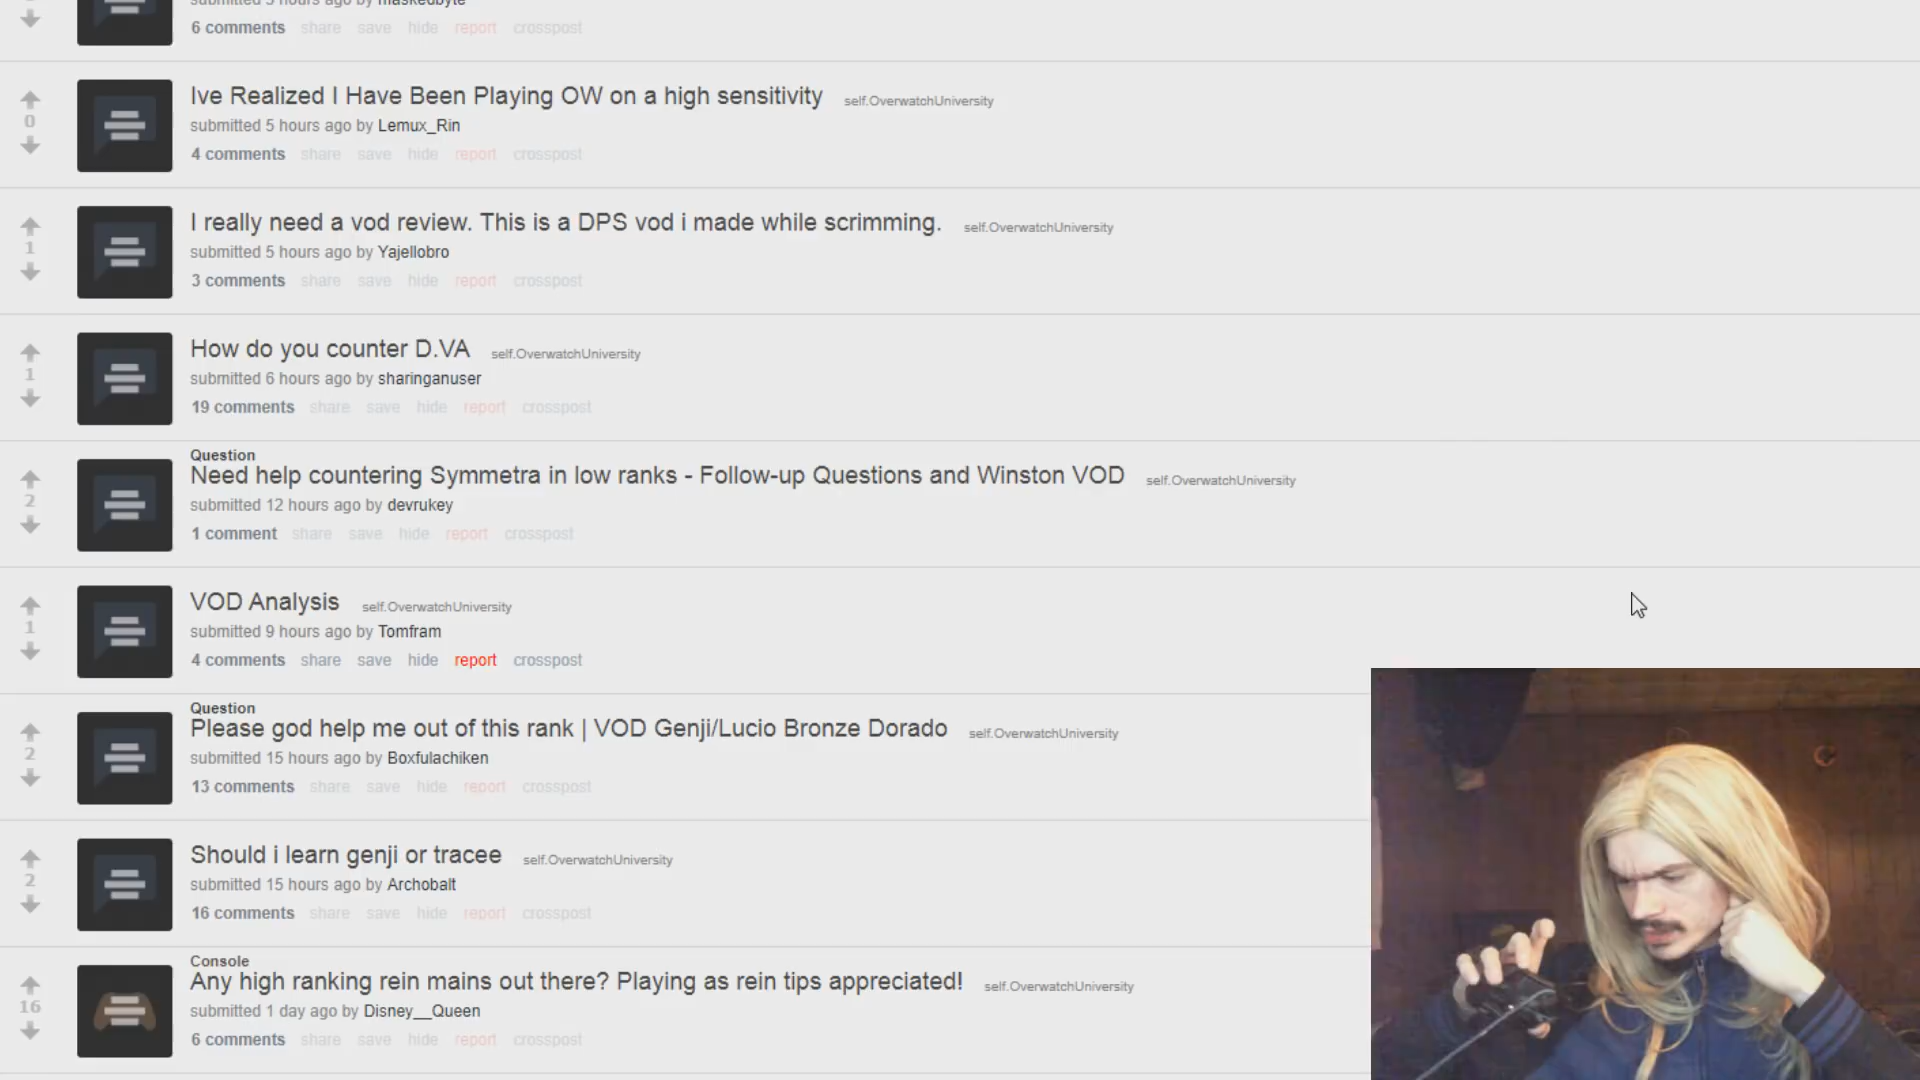 submitted 5 hours ago by maskedbyte
6 comments share save hide report crosspost
Ive Realized I Have Been Playing OW on a high sensitivity self.OverwatchUniversity
0
submitted 5 hours ago by Lemux_Rin
4 comments share save hide report crosspost
I really need a vod review. This is a DPS vod i made while scrimming. self.OverwatchUniversity
1
submitted 5 hours ago by Yajellobro
3 comments share save hide report crosspost
How do you counter D.VA self.OverwatchUniversity
1
submitted 6 hours ago by sharinganuser
19 comments share save hide report crosspost
Question
Need help countering Symmetra in low ranks - Follow-up Questions and Winston VOD self.OverwatchUniversity
2
submitted 12 hours ago by devrukey
1 comment share save hide report crosspost
VOD Analysis self.OverwatchUniversity
1
submitted 9 hours ago by Tomfram
4 comments share save hide report crosspost
Question
Please god help me out of this rank | VOD Genji/Lucio Bronze Dorado self.OverwatchUniversity
2
submitted 15 hours ago by Boxfulachiken
13 comments share save hide report crosspost
Should i learn genji or tracee self.OverwatchUniversity
2
submitted 15 hours ago by Archobalt
16 comments share save hide report crosspost
Console
Any high ranking rein mains out there? Playing as rein tips appreciated! self.OverwatchUniversity
16
submitted 1 day ago by Disney__Queen
6 comments share save hide report crosspost